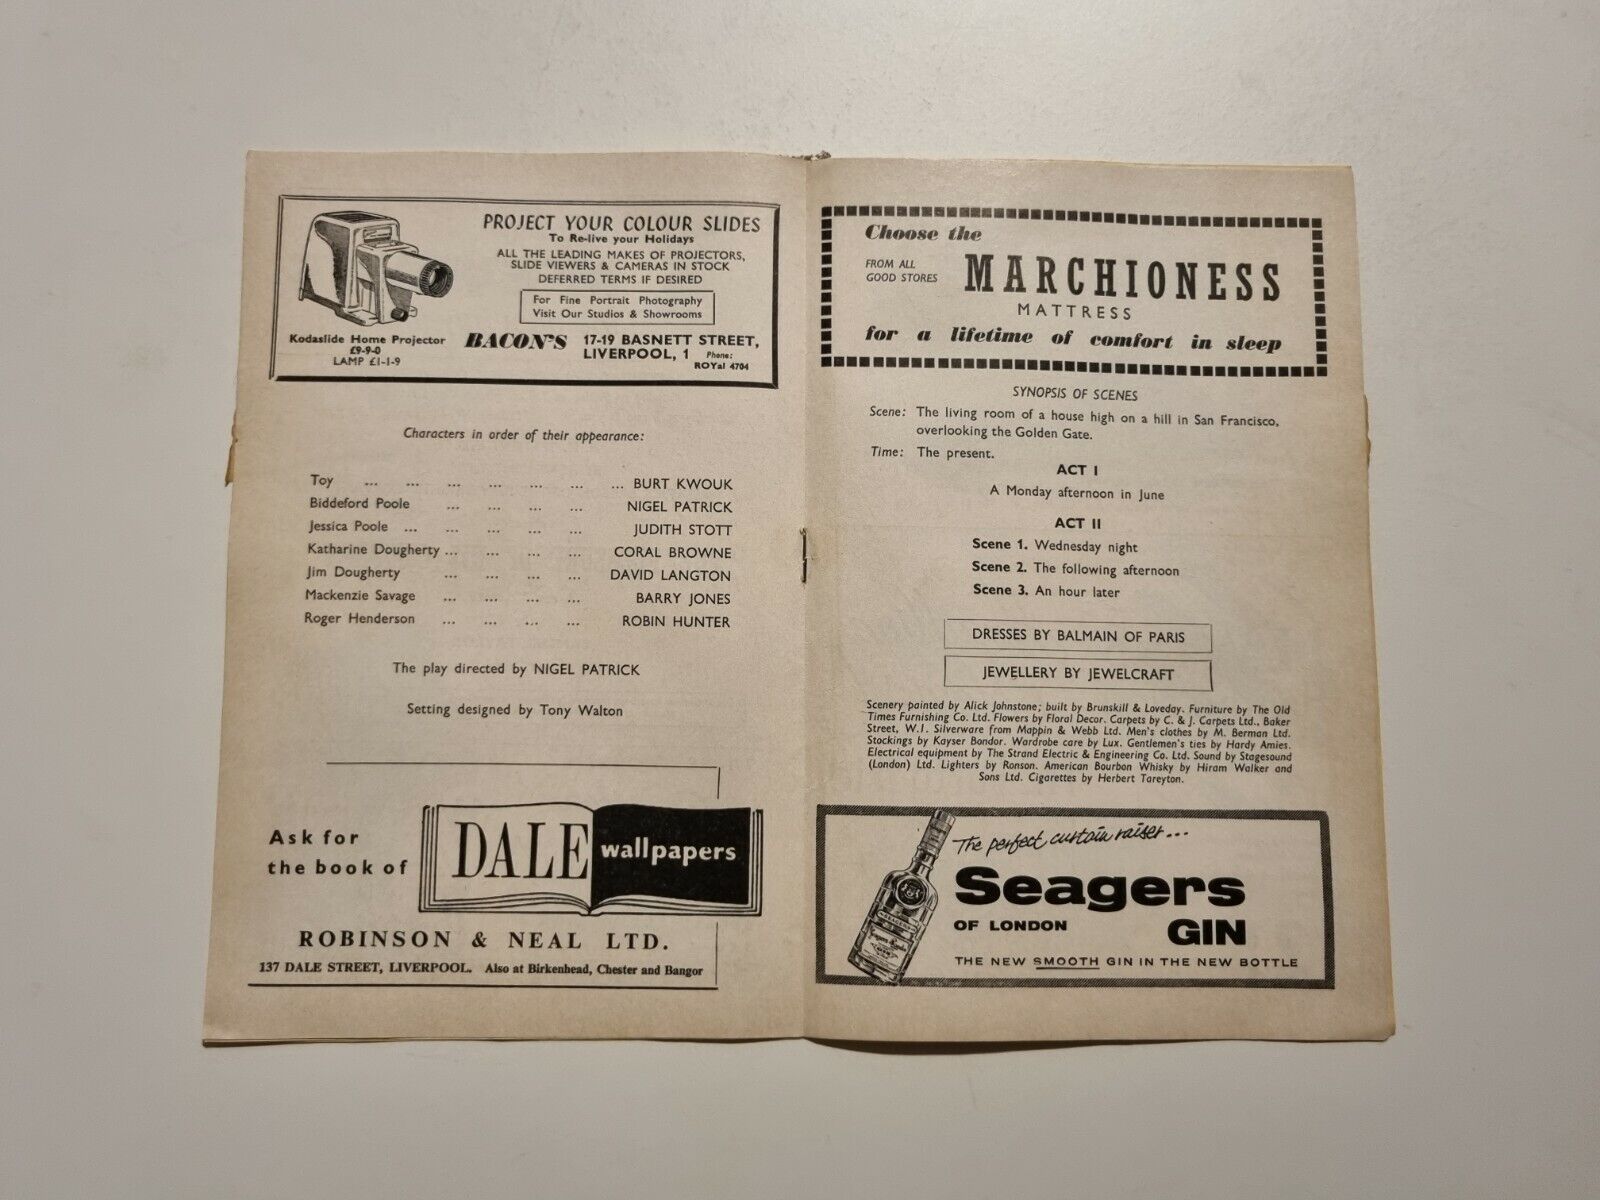 PROJECT YOUR COLOUR SLIDES
To Re-live your Holidays
ALL THE LEADING MAKES OF PROJECTORS,
SLIDE VIEWERS & CAMERAS IN STOCK
DEFERRED TERMS IF DESIRED
For Fine Portrait Photography
Visit Our Studios & Showrooms
Kodaslide Home Projector
£9-9-0
LAMP £1-1-9
BACON'S
17-19 BASNETT STREET,
LIVERPOOL, 1 Phone:
ROYal 4704
Characters in order of their appearance:
Toy ... ... ... ... ... ... ... BURT KWOUK
Biddeford Poole ... ... ... ... NIGEL PATRICK
Jessica Poole ... ... ... ... ... JUDITH STOTT
Katharine Dougherty ... ... ... ... CORAL BROWNE
Jim Dougherty ... ... ... ... DAVID LANGTON
Mackenzie Savage ... ... ... ... BARRY JONES
Roger Henderson ... ... ... ... ROBIN HUNTER
The play directed by NIGEL PATRICK
Setting designed by Tony Walton
Ask for
the book of
DALE wallpapers
ROBINSON & NEAL LTD.
137 DALE STREET, LIVERPOOL. Also at Birkenhead, Chester and Bangor
Choose the
FROM ALL
GOOD STORES
MARCHIONESS
MATTRESS
for a lifetime of comfort in sleep
SYNOPSIS OF SCENES
Scene: The living room of a house high on a hill in San Francisco,
overlooking the Golden Gate.
Time: The present.
ACT I
A Monday afternoon in June
ACT II
Scene 1. Wednesday night
Scene 2. The following afternoon
Scene 3. An hour later
DRESSES BY BALMAIN OF PARIS
JEWELLERY BY JEWELCRAFT
Scenery painted by Alick Johnstone; built by Brunskill & Loveday. Furniture by The Old
Times Furnishing Co. Ltd. Flowers by Floral Decor. Carpets by C. & J. Carpets Ltd., Baker
Street, W.1. Silverware from Mappin & Webb Ltd. Men's clothes by M. Berman Ltd.
Stockings by Kayser Bondor. Wardrobe care by Lux. Gentlemen's ties by Hardy Amies.
Electrical equipment by The Strand Electric & Engineering Co. Ltd. Sound by Stagesound
(London) Ltd. Lighters by Ronson. American Bourbon Whisky by Hiram Walker and
Sons Ltd. Cigarettes by Herbert Tareyton.
The perfect curtain raiser...
Seagers
OF LONDON GIN
THE NEW SMOOTH GIN IN THE NEW BOTTLE